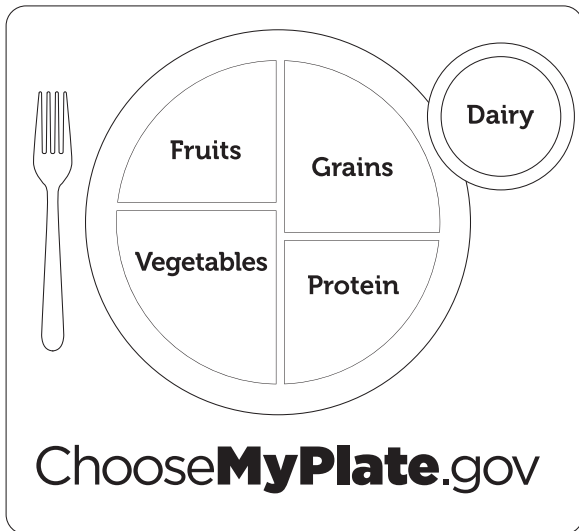 Dairy
Fruits
Grains
Vegetables
Protein
ChooseMyPlate.gov